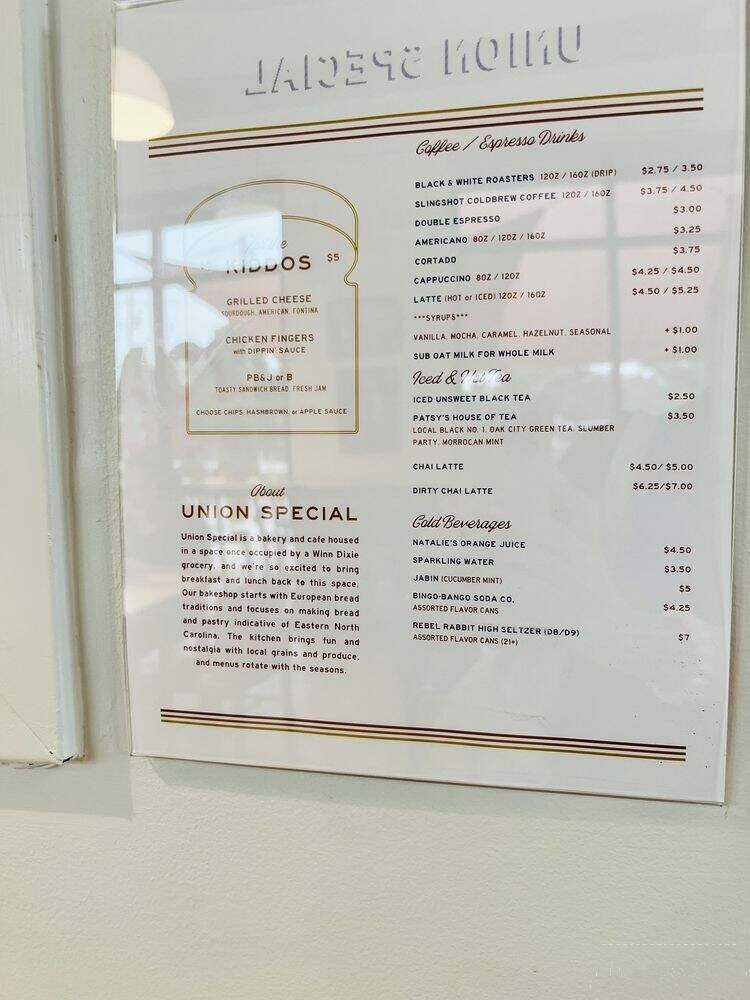 UNION SPECIAL
Coffee / Espresso Drinks
BLACK & WHITE ROASTERS 12OZ / 16OZ (DRIP) $2.75 / 3.50
SLINGSHOT COLDBREW COFFEE 12OZ / 16OZ $3.75 / 4.50
DOUBLE ESPRESSO $3.00
AMERICANO 8OZ / 12OZ / 16OZ $3.25
CORTADO $3.75
CAPPUCCINO 8OZ / 12OZ $4.25 / $4.50
LATTE (HOT or ICED) 12OZ / 16OZ $4.50 / $5.25
***SYRUPS***
VANILLA, MOCHA, CARAMEL, HAZELNUT, SEASONAL + $1.00
SUB OAT MILK FOR WHOLE MILK + $1.00
Iced & Hot Tea
ICED UNSWEET BLACK TEA $2.50
PATSY'S HOUSE OF TEA $3.50
LOCAL BLACK NO. 1, OAK CITY GREEN TEA, SLUMBER
PARTY, MORROCAN MINT
CHAI LATTE $4.50/ $5.00
DIRTY CHAI LATTE $6.25/$7.00
Cold Beverages
NATALIE'S ORANGE JUICE $4.50
SPARKLING WATER $3.50
JABIN (CUCUMBER MINT) $5
BINGO-BANGO SODA CO. $4.25
ASSORTED FLAVOR CANS
REBEL RABBIT HIGH SELTZER (D8/D9) $7
ASSORTED FLAVOR CANS (21+)
KIDDOS $5
GRILLED CHEESE
SOURDOUGH, AMERICAN, FONTINA
CHICKEN FINGERS
with DIPPIN' SAUCE
PB&J or B
TOASTY SANDWICH BREAD, FRESH JAM
CHOOSE CHIPS, HASHBROWN, or APPLE SAUCE
About
UNION SPECIAL
Union Special is a bakery and cafe housed
in a space once occupied by a Winn Dixie
grocery, and we're so excited to bring
breakfast and lunch back to this space.
Our bakeshop starts with European bread
traditions and focuses on making bread
and pastry indicative of Eastern North
Carolina. The kitchen brings fun and
nostalgia with local grains and produce,
and menus rotate with the seasons.